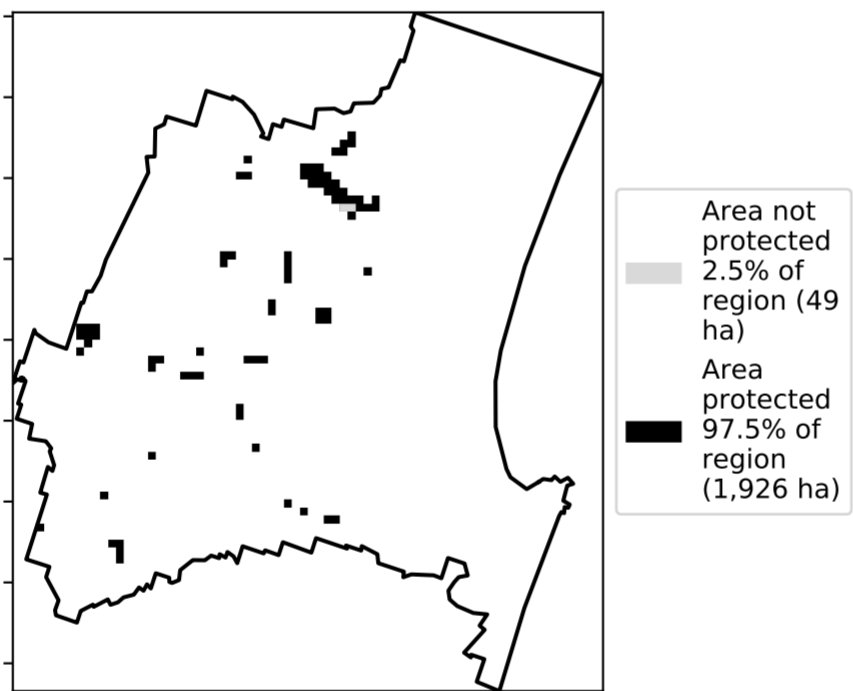 Area not
protected
2.5% of
region (49
ha)
Area
protected
97.5% of
region
(1,926 ha)